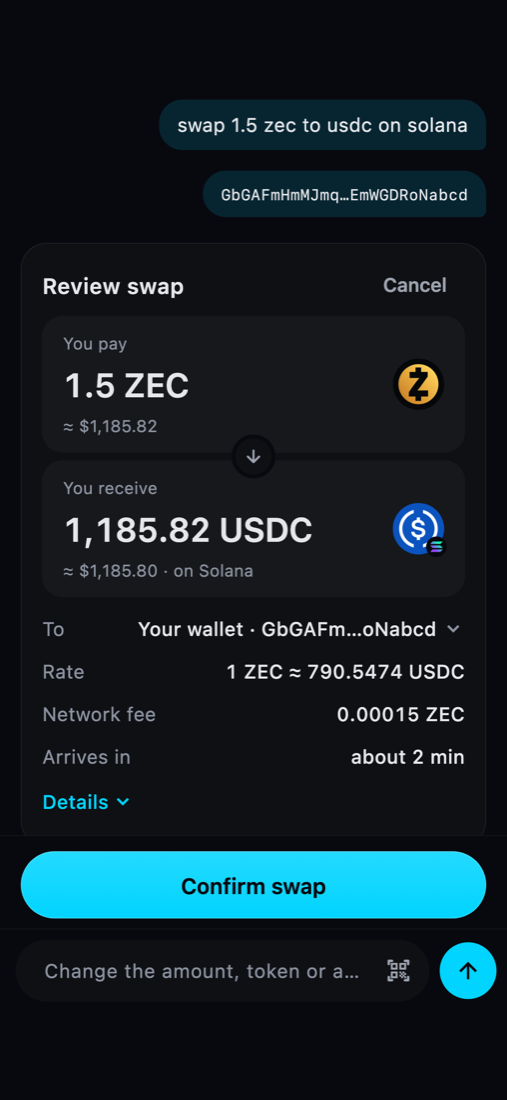 swap 1.5 zec to usdc on solana
GbGAFmHmMJmq…EmWGDRoNabcd
Review swap
Cancel
You pay
1.5 ZEC
≈ $1,185.82
You receive
1,185.82 USDC
≈ $1,185.80 · on Solana
To
Your wallet · GbGAFm...oNabcd
Rate
1 ZEC ≈ 790.5474 USDC
Network fee
0.00015 ZEC
Arrives in
about 2 min
Details
Confirm swap
Change the amount, token or a...